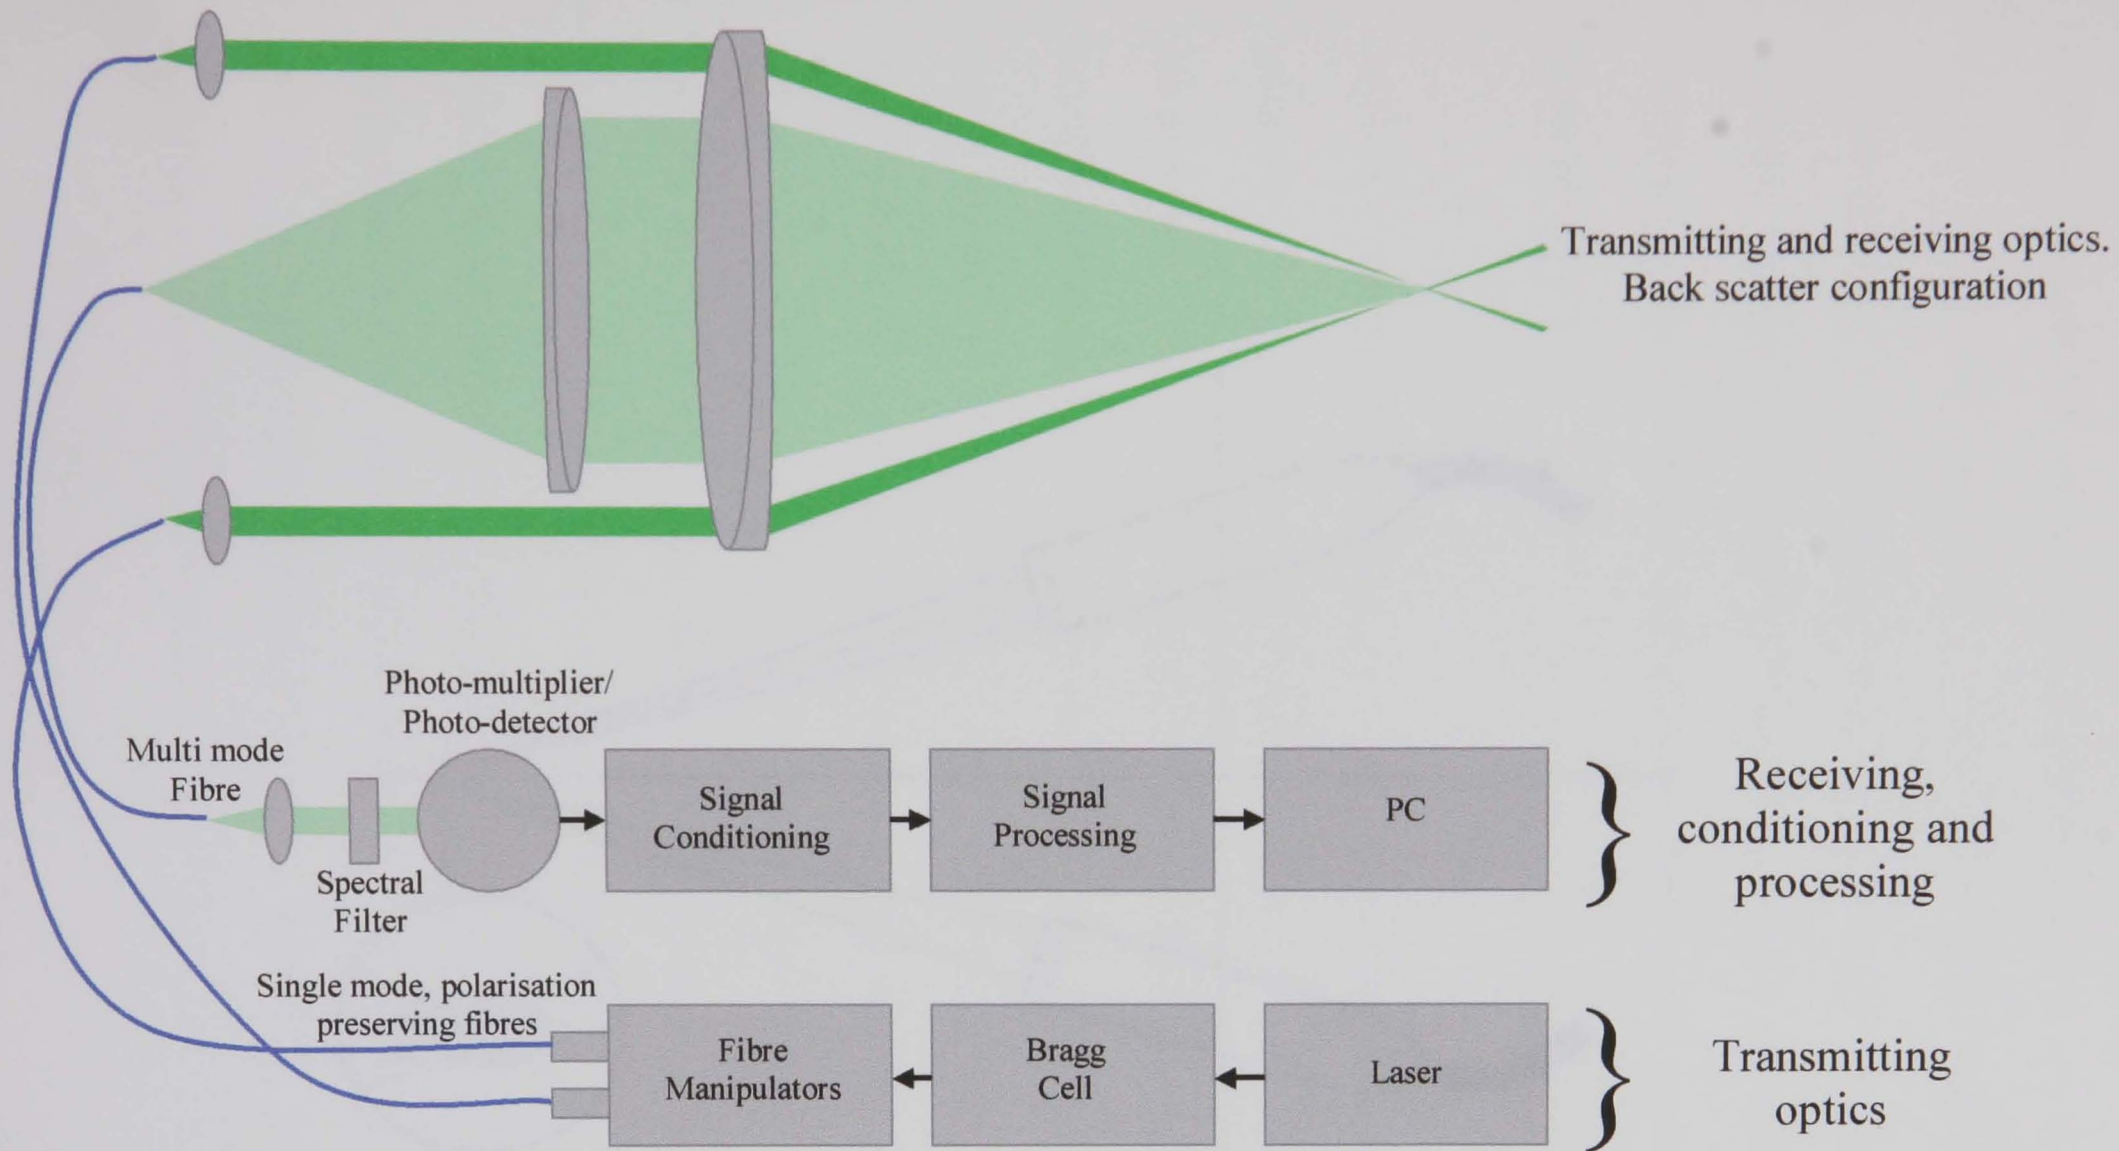 Transmitting and receiving optics.
Back scatter configuration
Photo-multiplier/
Photo-detector
Multi mode
Fibre
Spectral
Filter
Signal
Conditioning
Signal
Processing
PC
Receiving,
conditioning and
processing
Single mode, polarisation
preserving fibres
Fibre
Manipulators
Bragg
Cell
Laser
Transmitting
optics